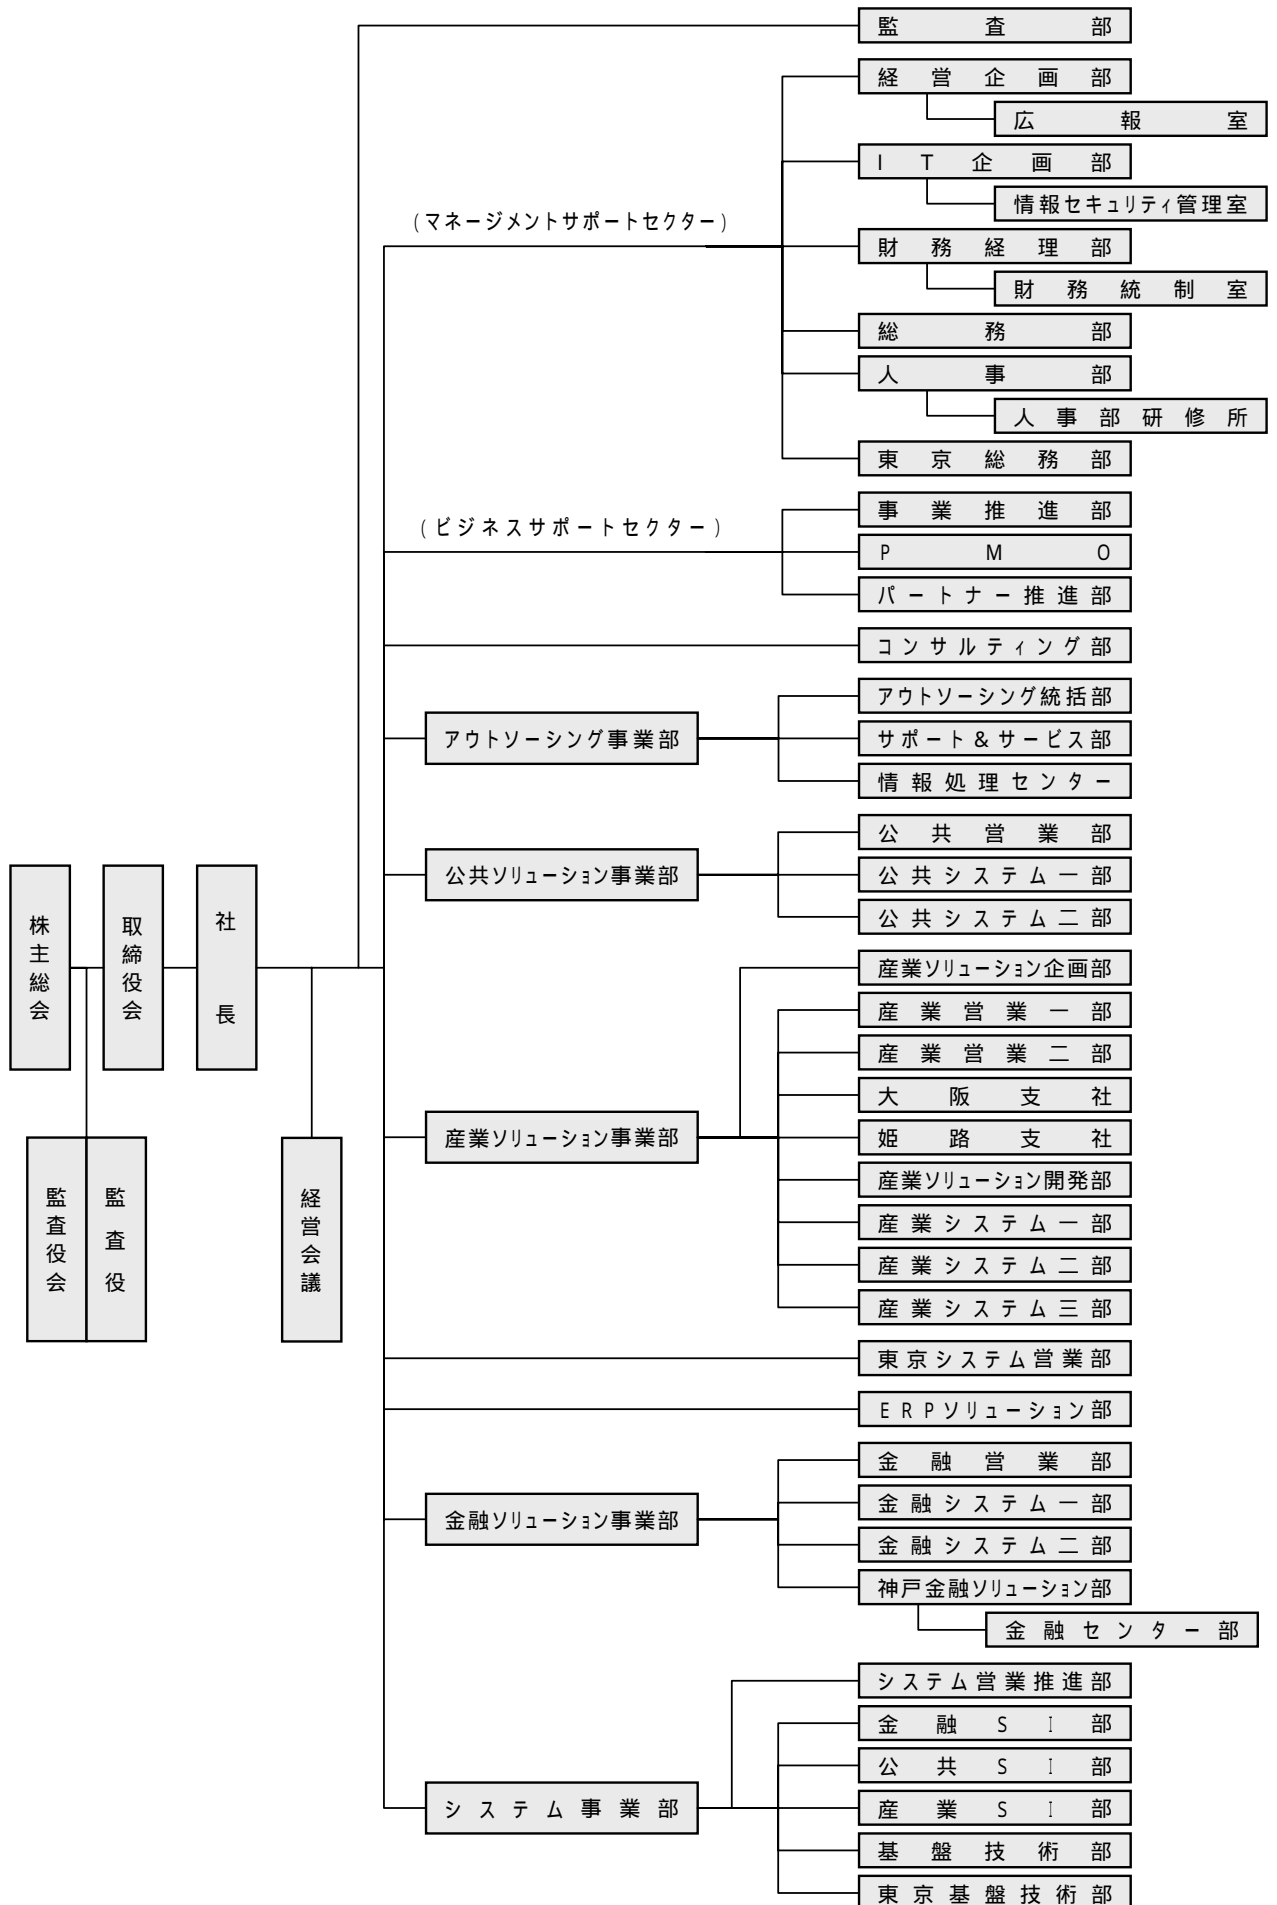 監査部
経営企画部
広報室
IT企画部
情報セキュリティ管理室
(マネージメントサポートセクター)
財務経理部
財務統制室
総務部
人事部
人事部研修所
東京総務部
事業推進部
(ビジネスサポートセクター)
PMO
パートナー推進部
コンサルティング部
アウトソーシング統括部
アウトソーシング事業部
サポート&サービス部
情報処理センター
公共営業部
公共ソリューション事業部
公共システム一部
公共システム二部
株主総会
取締役会
社長
産業ソリューション企画部
産業営業一部
産業営業二部
大阪支社
産業ソリューション事業部
姫路支社
産業ソリューション開発部
監査役会
監査役
経営会議
産業システム一部
産業システム二部
産業システム三部
東京システム営業部
ERPソリューション部
金融営業部
金融ソリューション事業部
金融システム一部
金融システム二部
神戸金融ソリューション部
金融センター部
システム営業推進部
金融SI部
公共SI部
システム事業部
産業SI部
基盤技術部
東京基盤技術部